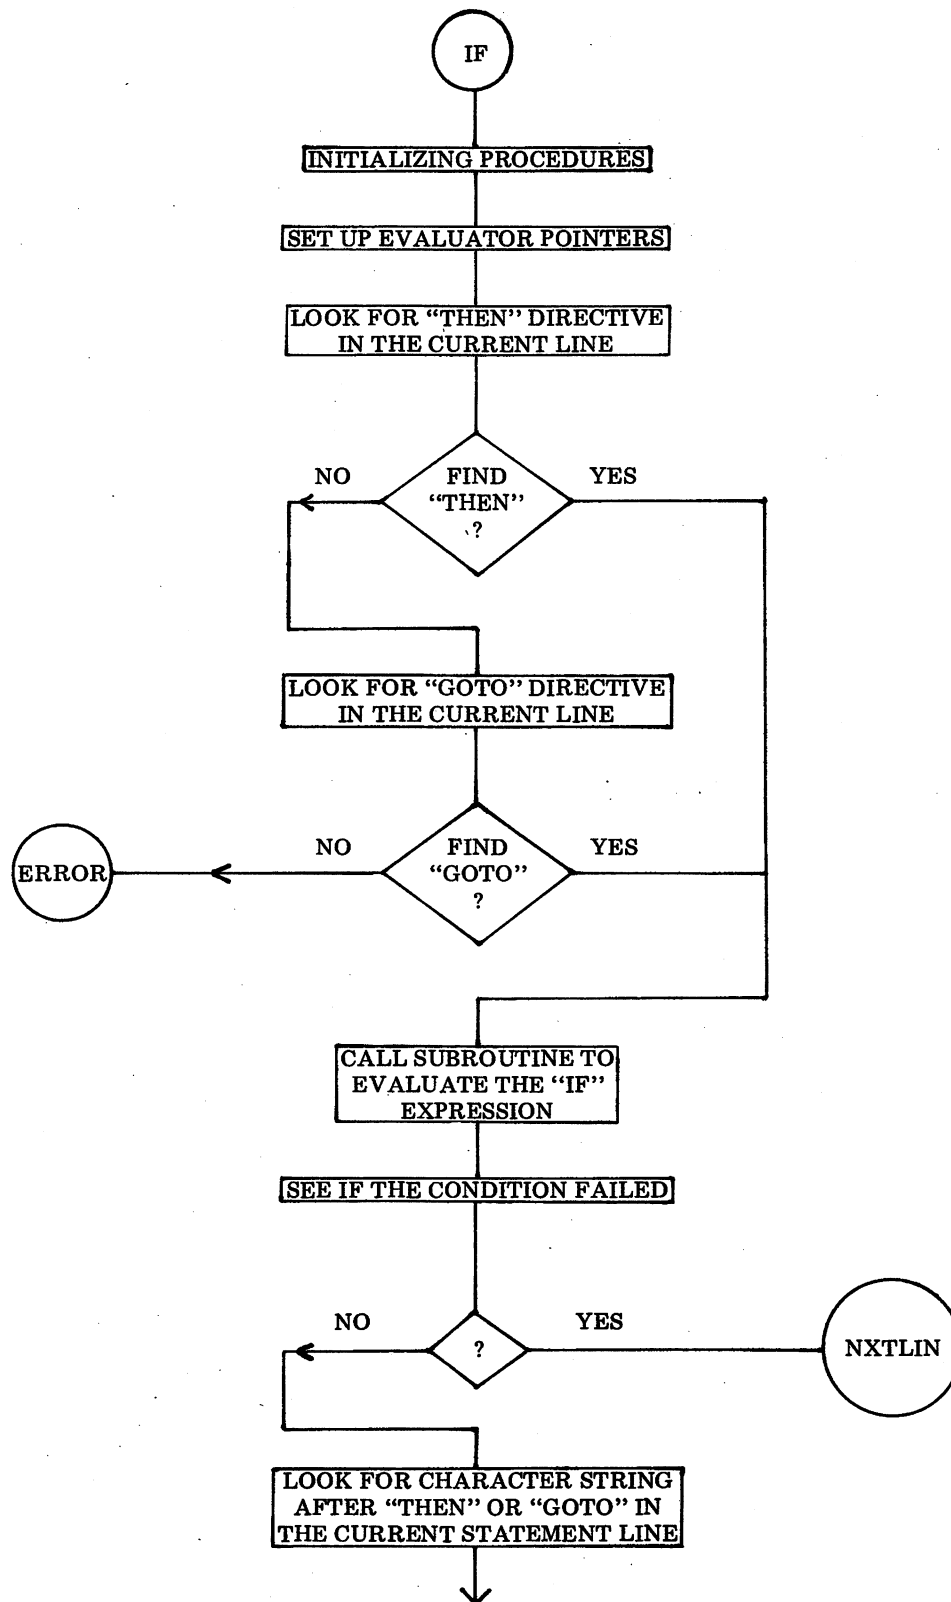 IF
INITIALIZING PROCEDURES
SET UP EVALUATOR POINTERS
LOOK FOR “THEN” DIRECTIVE
IN THE CURRENT LINE
NO
FIND
“THEN”
?
YES
LOOK FOR “GOTO” DIRECTIVE
IN THE CURRENT LINE
ERROR
NO
FIND
“GOTO”
?
YES
CALL SUBROUTINE TO
EVALUATE THE “IF”
EXPRESSION
SEE IF THE CONDITION FAILED
NO
?
YES
NXTLIN
LOOK FOR CHARACTER STRING
AFTER “THEN” OR “GOTO” IN
THE CURRENT STATEMENT LINE